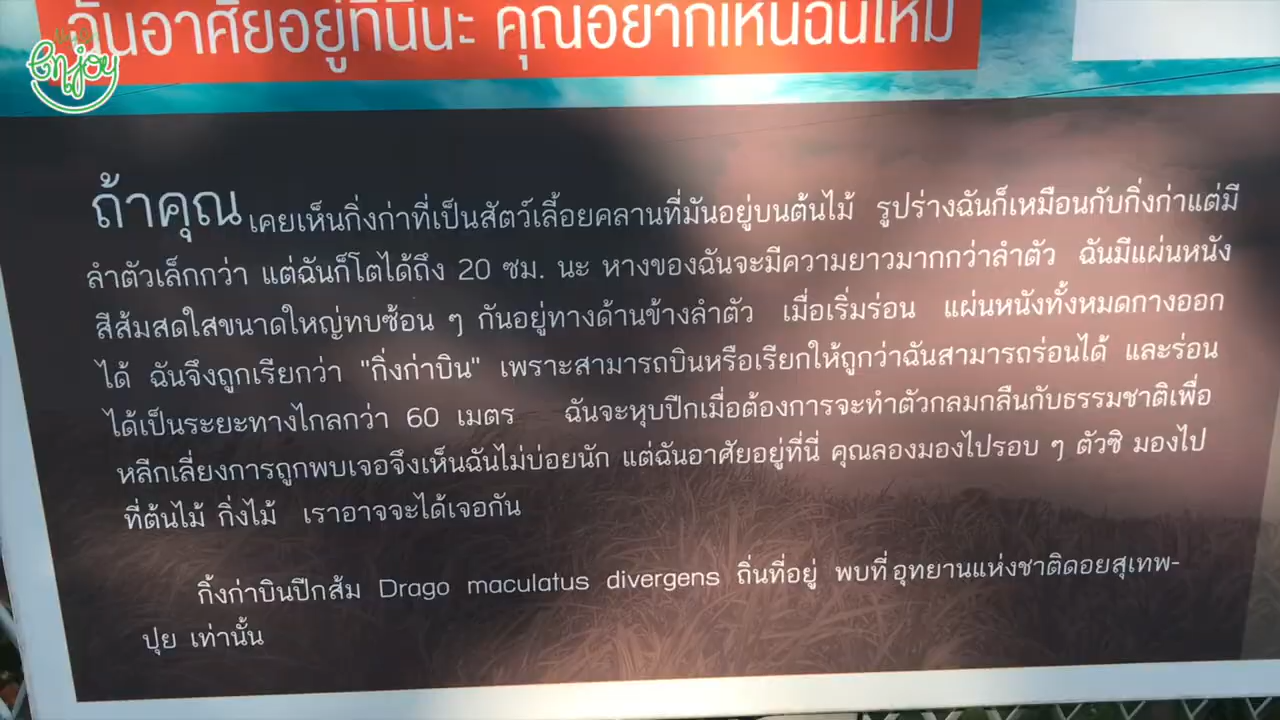 ฉันอาศัยอยู่ที่นี่นะ คุณอยากเห็นฉันไหม
enjoy
ถ้าคุณ เคยเห็นกิ่งก่าที่เป็นสัตว์เลี้อยคลานที่มันอยู่บนต้นไม้ รูปร่างฉันก็เหมือนกับกิ่งก่าแต่มี
ลำตัวเล็กกว่า แต่ฉันก็โตได้ถึง 20 ซม. นะ หางของฉันจะมีความยาวมากกว่าลำตัว ฉันมีแผ่นหนัง
สีส้มสดใสขนาดใหญ่ทบซ้อน ๆ กันอยู่ทางด้านข้างลำตัว เมื่อเริ่มร่อน แผ่นหนังทั้งหมดกางออก
ได้ ฉันจึงถูกเรียกว่า "กิ่งก่าบิน" เพราะสามารถบินหรือเรียกให้ถูกว่าฉันสามารถร่อนได้ และร่อน
ได้เป็นระยะทางไกลกว่า 60 เมตร ฉันจะหุบปีกเมื่อต้องการจะทำตัวกลมกลืนกับธรรมชาติเพื่อ
หลีกเลี่ยงการถูกพบเจอจึงเห็นฉันไม่บ่อยนัก แต่ฉันอาศัยอยู่ที่นี่ คุณลองมองไปรอบ ๆ ตัวซิ มองไป
ที่ต้นไม้ กิ่งไม้ เราอาจจะได้เจอกัน
กิ้งก่าบินปีกส้ม Drago maculatus divergens ถิ่นที่อยู่ พบที่ อุทยานแห่งชาติดอยสุเทพ-
ปุย เท่านั้น